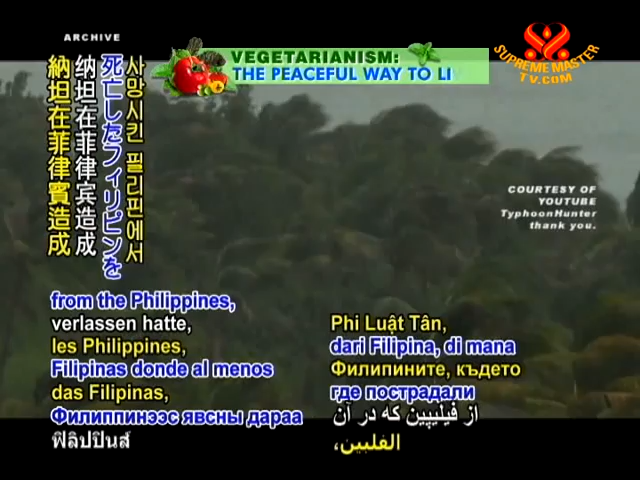 ARCHIVE
VEGETARIANISM:
THE PEACEFUL WAY TO LI
SUPREME MASTER
TV.COM
사망시킨 필리핀에서
死亡したフィリピンを
纳坦在菲律宾造成
納坦在菲律賓造成
COURTESY OF
YOUTUBE
TyphoonHunter
thank you.
from the Philippines,
verlassen hatte,
les Philippines,
Filipinas donde al menos
das Filipinas,
Филиппинээс явсны дараа
ฟิลิปปินส์
Phi Luật Tân,
dari Filipina, di mana
Филипините, където
где пострадали
از فیلیپین که در آن
الفلبين،